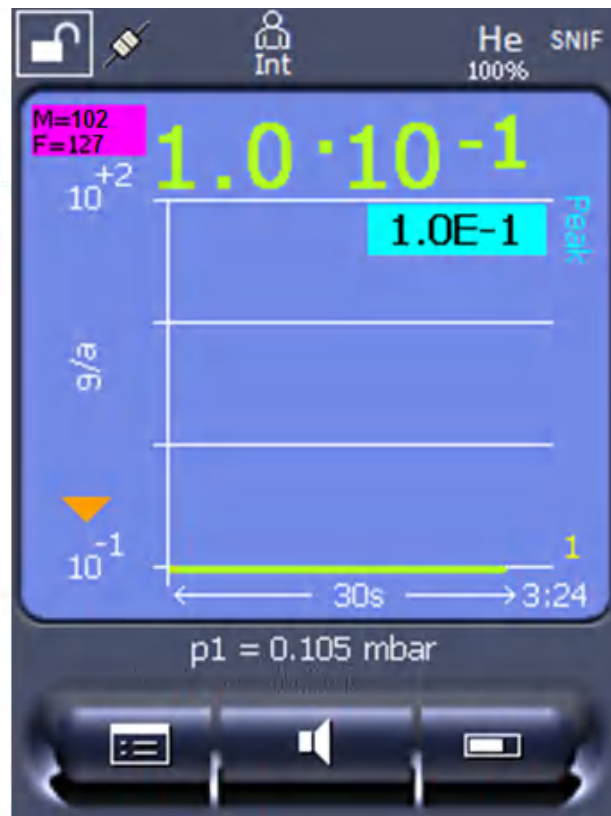 Int
He
100%
SNIF
M=102
F=127
1.0·10-1
10+2
1.0E-1
Peak
g/a
10-1
1
30s
3:24
p1 = 0.105 mbar